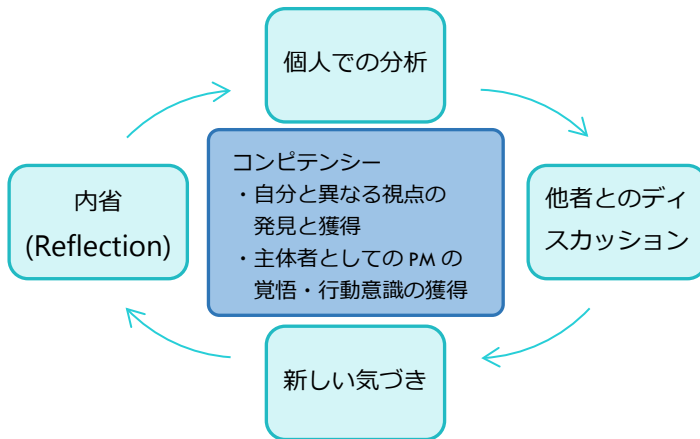 個人での分析
コンピテンシー
・自分と異なる視点の
発見と獲得
・主体者としての PM の
覚悟・行動意識の獲得
内省
(Reflection)
他者とのディ
スカッション
新しい気づき